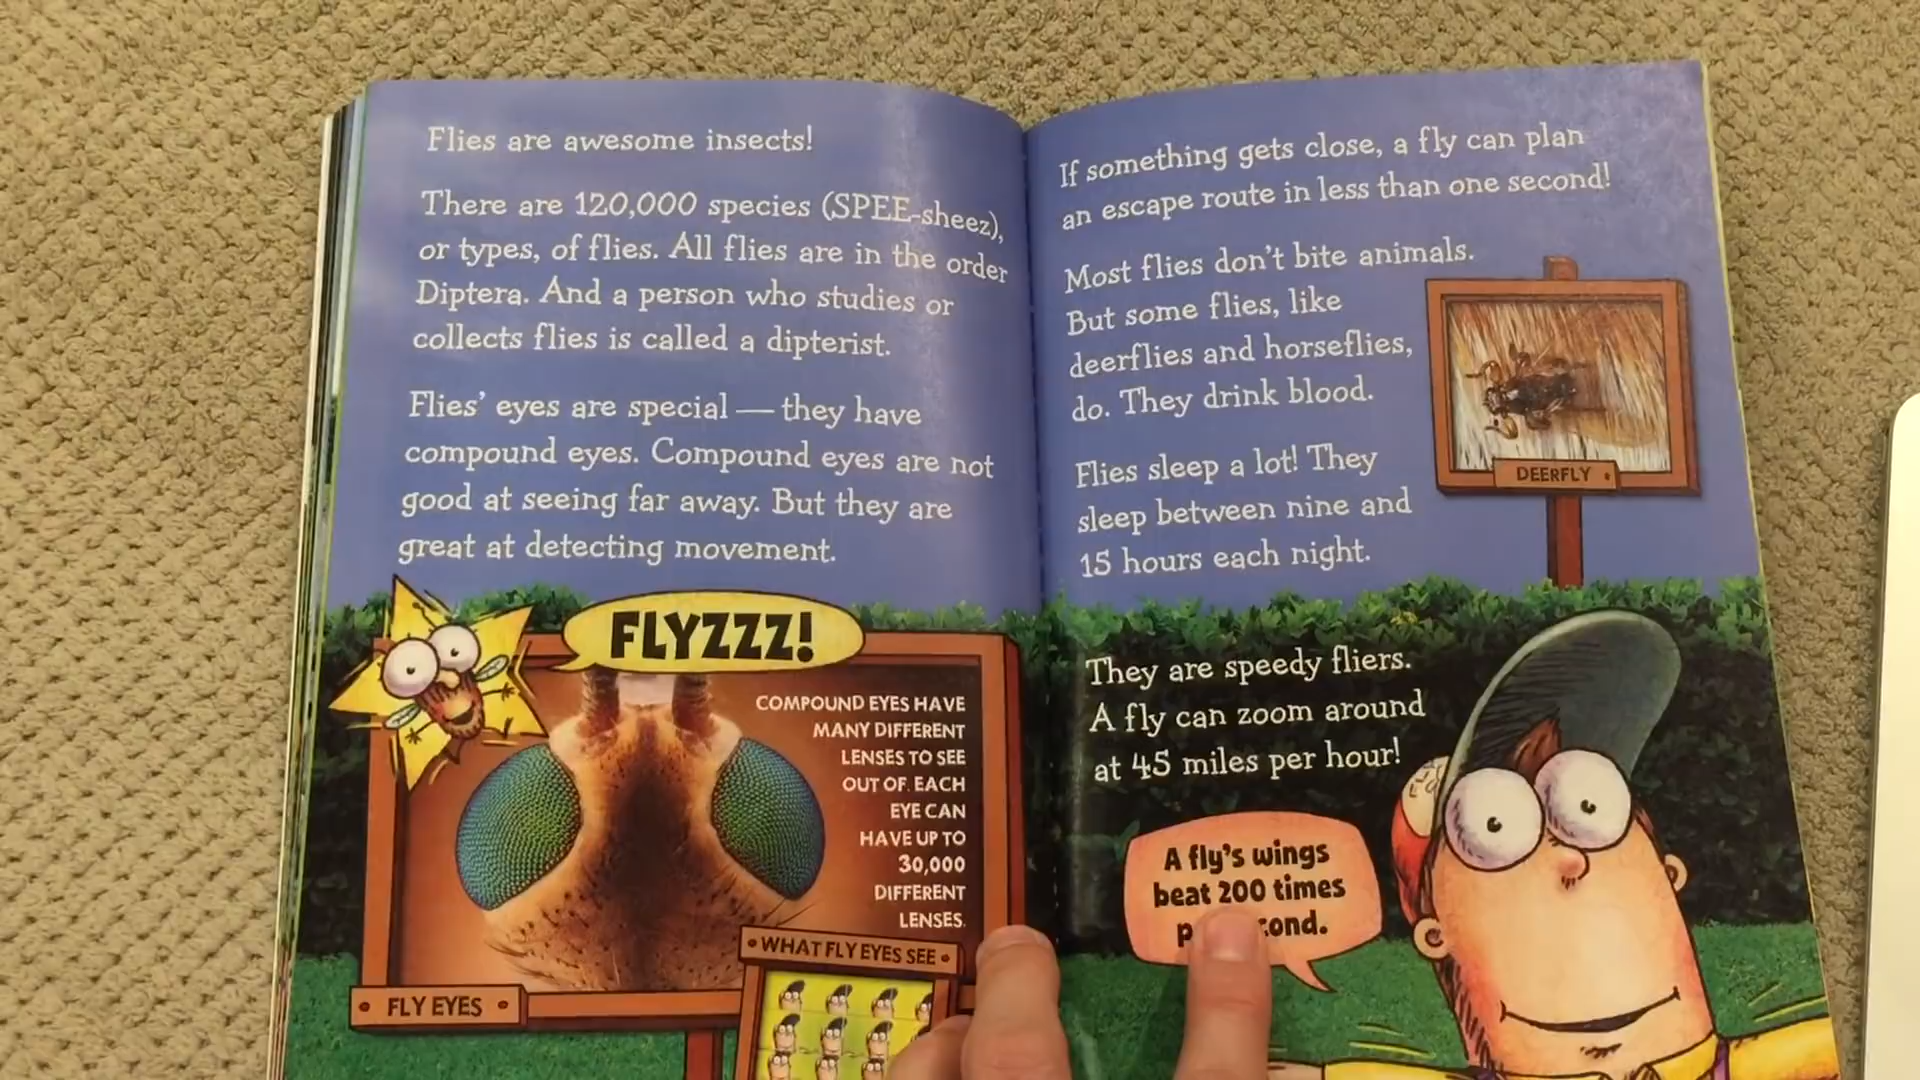 Flies are awesome insects!
There are 120,000 species (SPEE-sheez),
or types, of flies. All flies are in the order
Diptera. And a person who studies or
collects flies is called a dipterist.
Flies' eyes are special — they have
compound eyes. Compound eyes are not
good at seeing far away. But they are
great at detecting movement.
FLYZZZ!
COMPOUND EYES HAVE
MANY DIFFERENT
LENSES TO SEE
OUT OF. EACH
EYE CAN
HAVE UP TO
30,000
DIFFERENT
LENSES.
WHAT FLY EYES SEE
FLY EYES
If something gets close, a fly can plan
an escape route in less than one second!
Most flies don't bite animals.
But some flies, like
deerflies and horseflies,
do. They drink blood.
DEERFLY
Flies sleep a lot! They
sleep between nine and
15 hours each night.
They are speedy fliers.
A fly can zoom around
at 45 miles per hour!
A fly's wings
beat 200 times